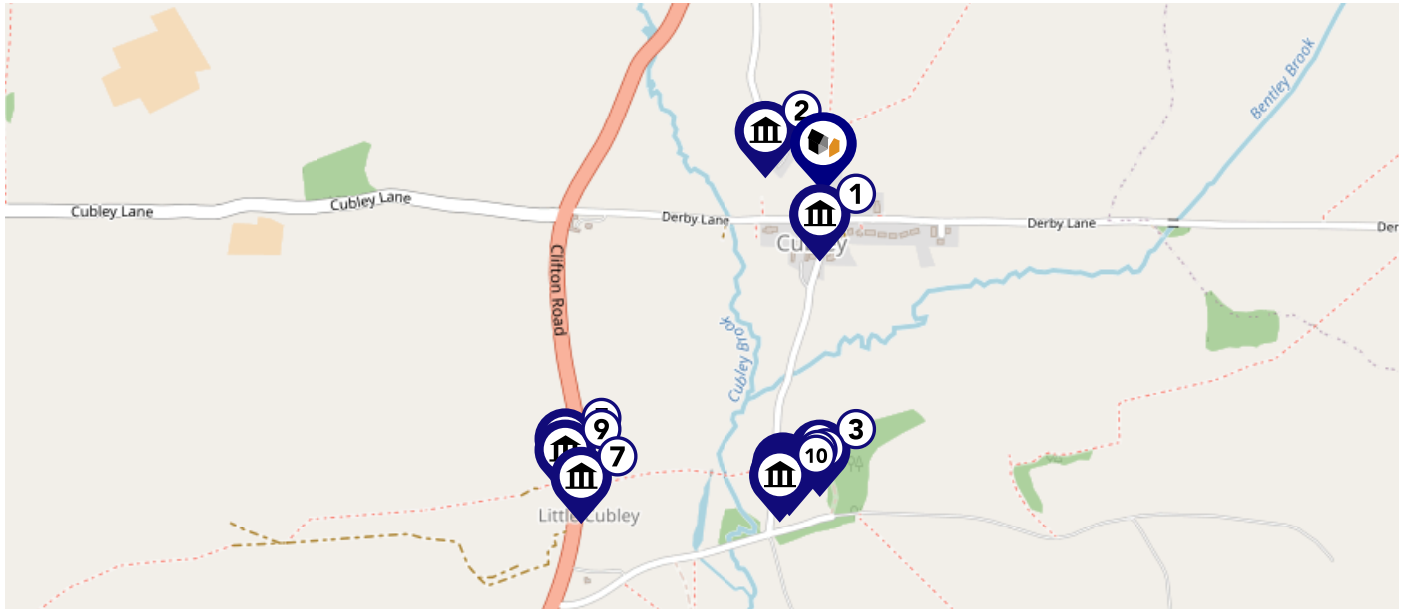 Bentley Brook
2
1
Cubley Lane
Cubley Lane
Derby Lane
Derby Lane
Der
Cubley
Clifton Road
Cubley Brook
9
7
3
10
Little Cubley